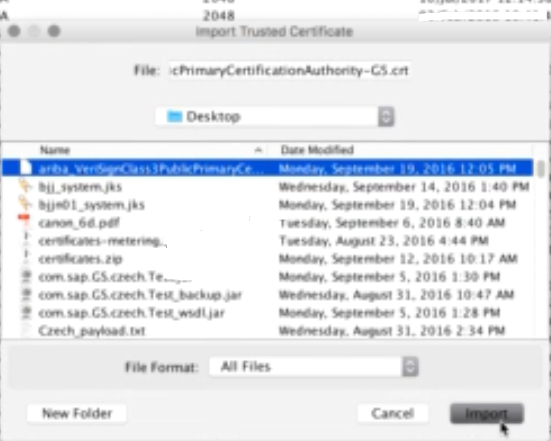 A 2048
A 2048
Import Trusted Certificate
File: icPrimaryCertificationAuthority-G5.crt
Desktop
Name Date Modified
ariba_VeriSignClass3PublicPrimaryCe... Monday, September 19, 2016 12:05 PM
bjj_system.jks Wednesday, September 14, 2016 1:40 PM
bjjn01_system.jks Monday, September 19, 2016 12:04 PM
canon_6d.pdf Tuesday, September 6, 2016 8:40 AM
certificates-metering. Tuesday, August 23, 2016 4:44 PM
certificates.zip Monday, September 12, 2016 10:17 AM
com.sap.GS.czech.Te Monday, September 5, 2016 1:30 PM
com.sap.GS.czech.Test_backup.jar Wednesday, August 31, 2016 10:47 AM
com.sap.GS.czech.Test_wsdl.jar Monday, September 5, 2016 1:28 PM
Czech_payload.txt Wednesday, August 31, 2016 2:34 PM
File Format: All Files
New Folder Cancel Import